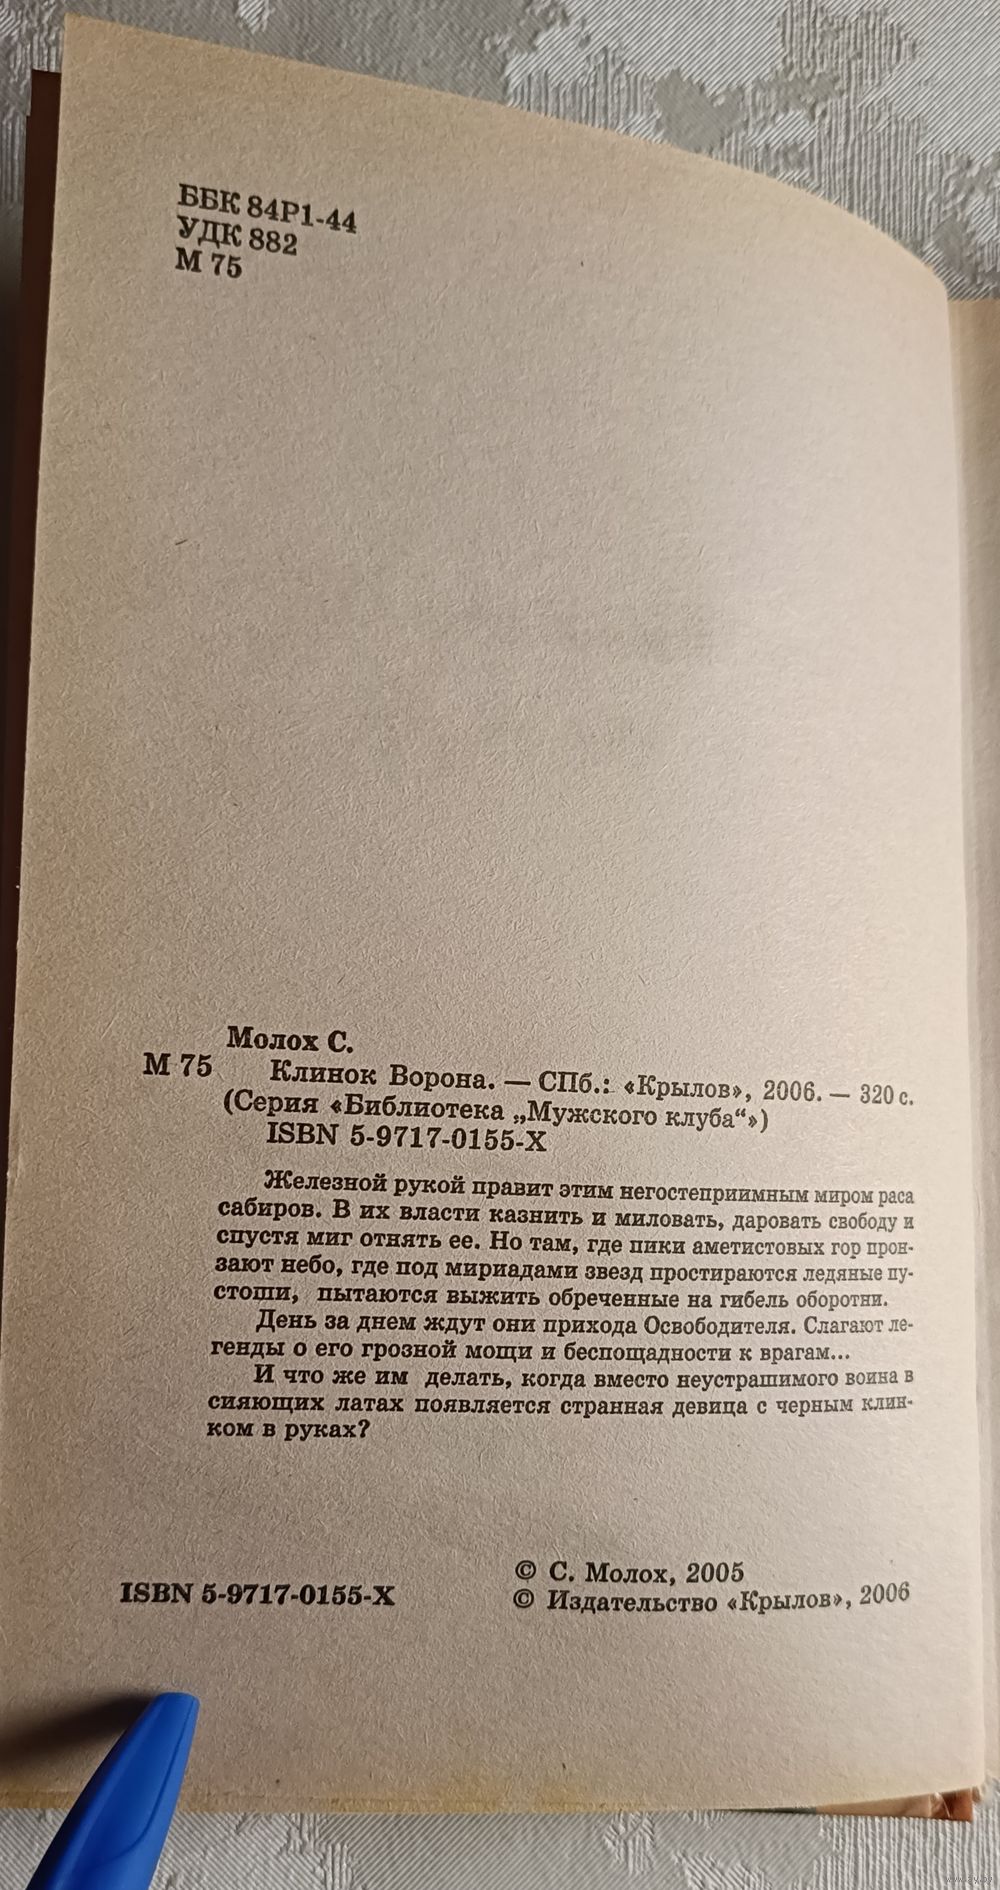 ББК 84Р1-44
УДК 882
М 75
Молох С.
М 75 Клинок Ворона. — СПб.: «Крылов», 2006. — 320 с.
(Серия «Библиотека „Мужского клуба“»)
ISBN 5-9717-0155-X
Железной рукой правит этим негостеприимным миром раса
сабиров. В их власти казнить и миловать, даровать свободу и
спустя миг отнять ее. Но там, где пики аметистовых гор прон-
зают небо, где под мириадами звезд простираются ледяные пу-
стоши, пытаются выжить обреченные на гибель оборотни.
День за днем ждут они прихода Освободителя. Слагают ле-
генды о его грозной мощи и беспощадности к врагам...
И что же им делать, когда вместо неустрашимого воина в
сияющих латах появляется странная девица с черным клин-
ком в руках?
© С. Молох, 2005
ISBN 5-9717-0155-X
© Издательство «Крылов», 2006